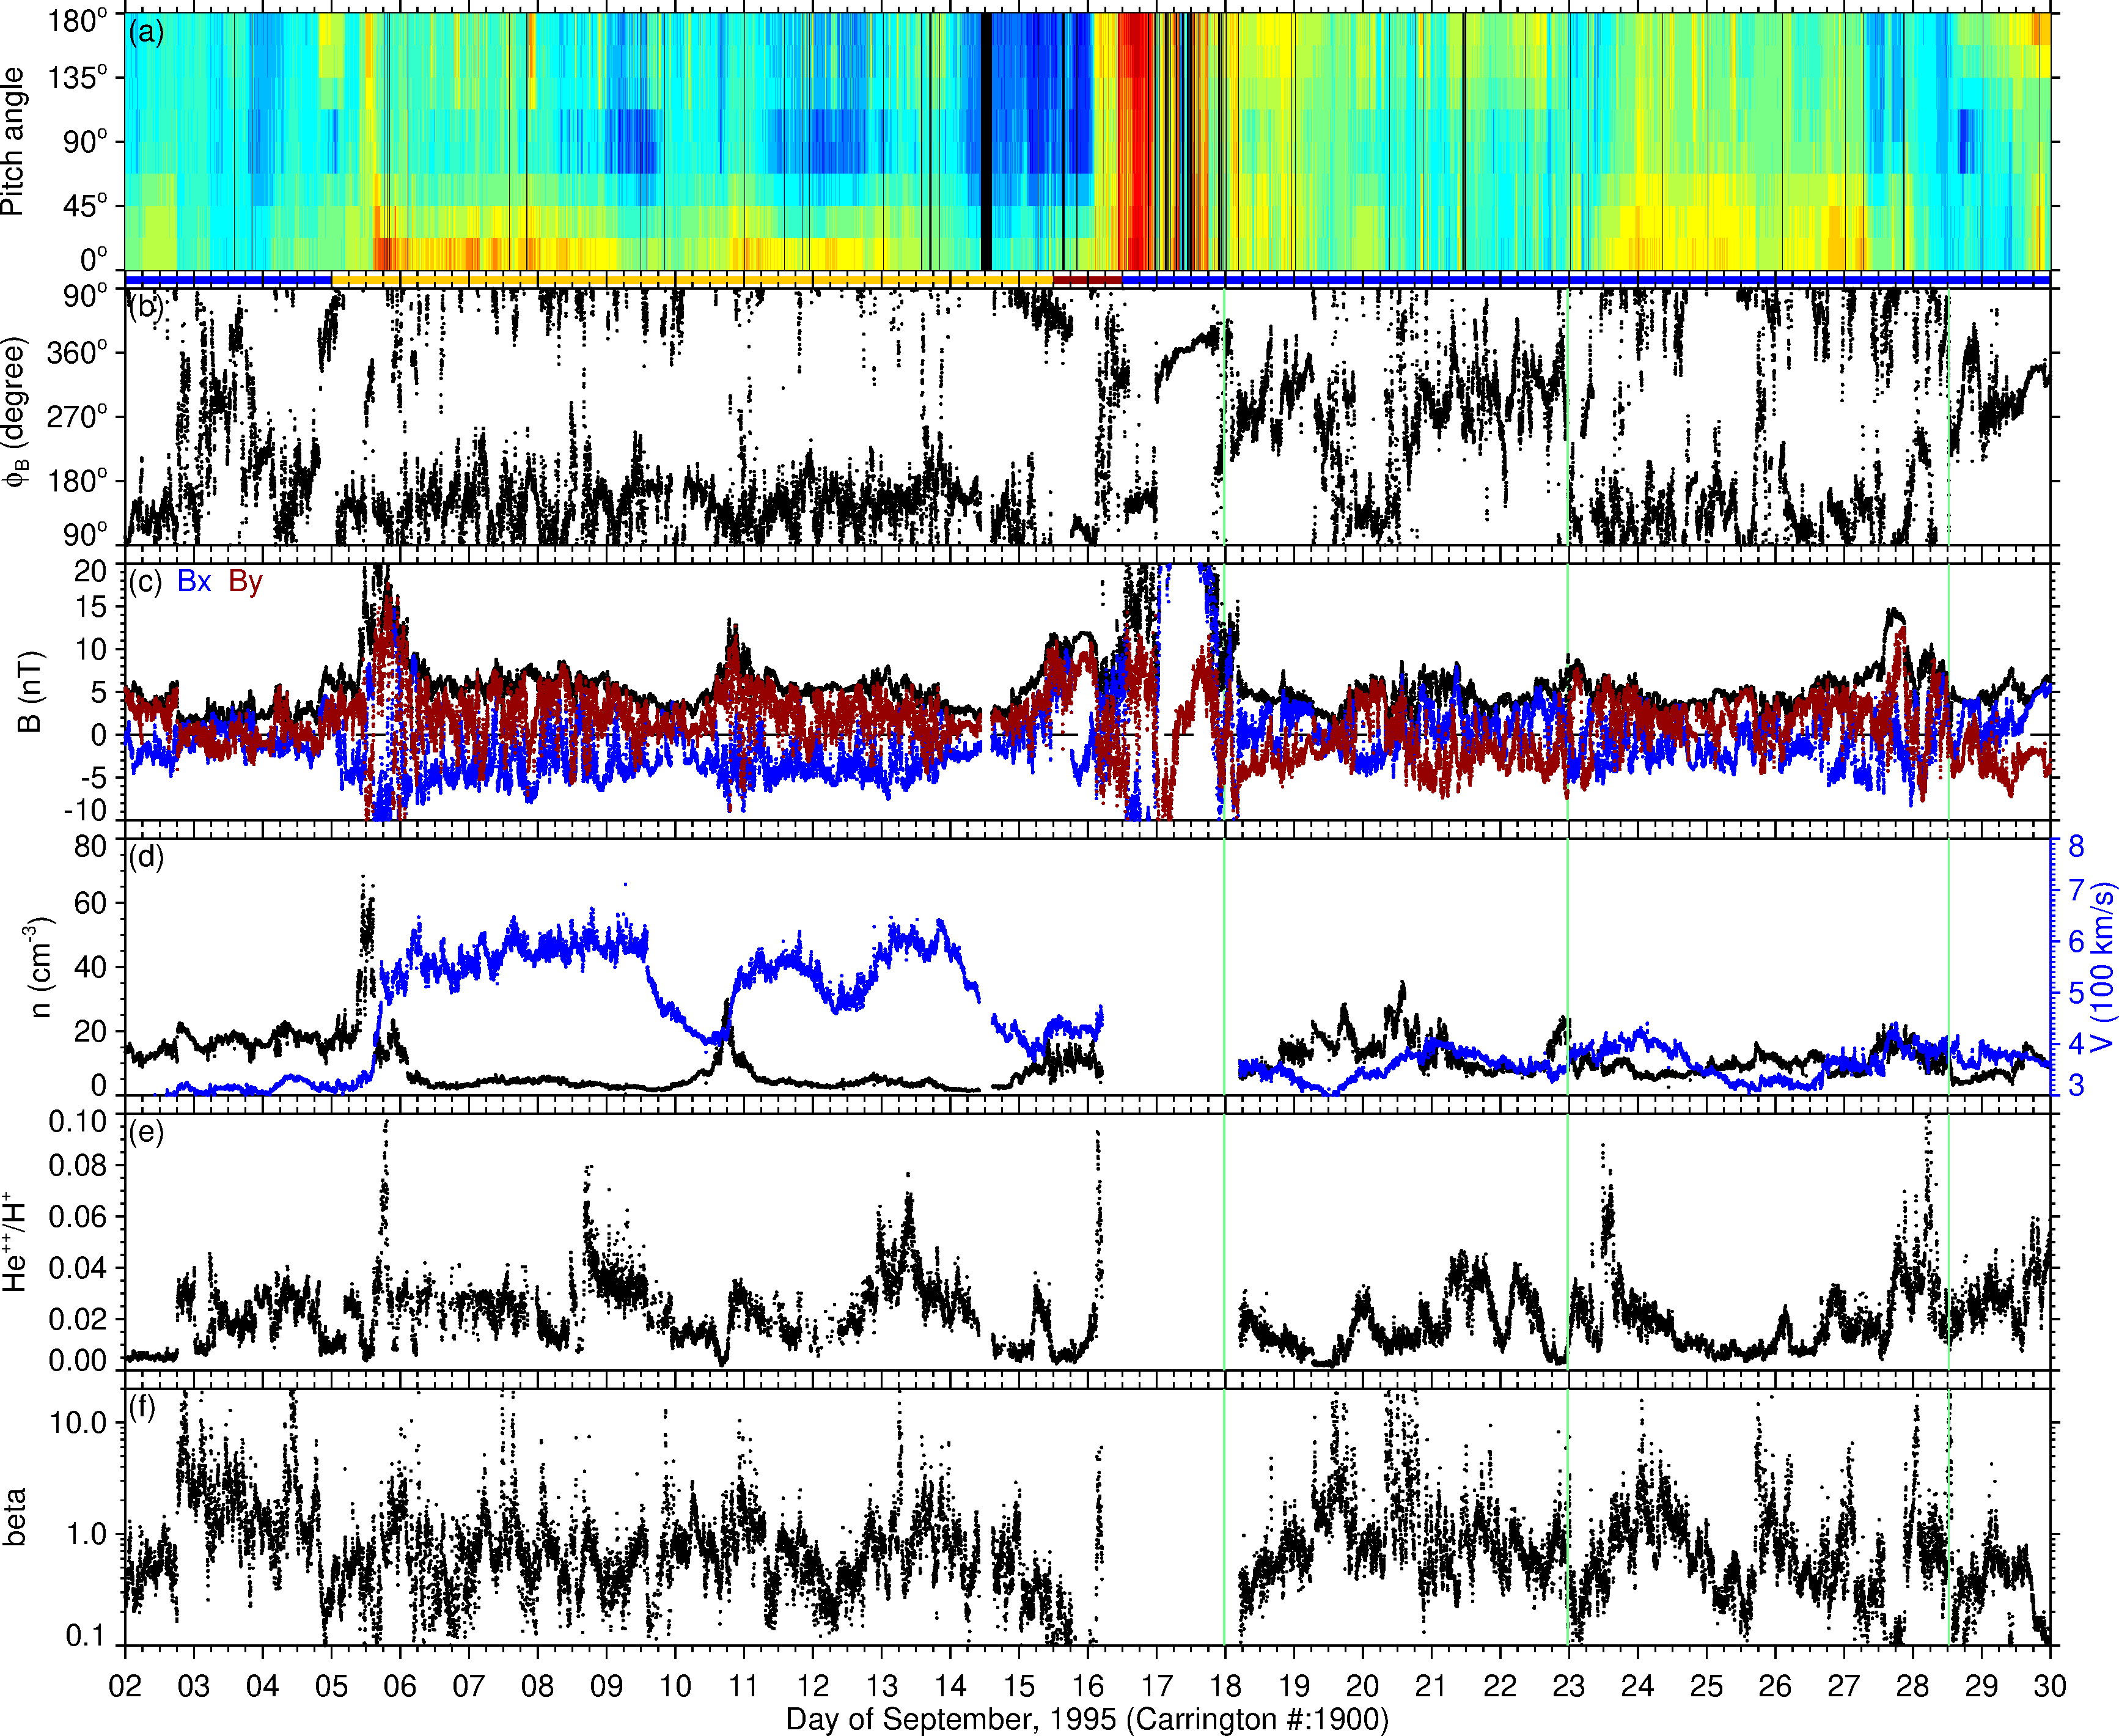 (a)
Pitch angle
180°
135°
90°
45°
0°
(b)
ϕB (degree)
90°
360°
270°
180°
90°
(c) Bx By
B (nT)
20
15
10
5
0
-5
-10
(d)
n (cm-3)
80
60
40
20
0
8
7
6
5
4
3
V (100 km/s)
(e)
He++/H+
0.10
0.08
0.06
0.04
0.02
0.00
(f)
beta
10.0
1.0
0.1
02 03 04 05 06 07 08 09 10 11 12 13 14 15 16 17 18 19 20 21 22 23 24 25 26 27 28 29 30
Day of September, 1995 (Carrington #:1900)